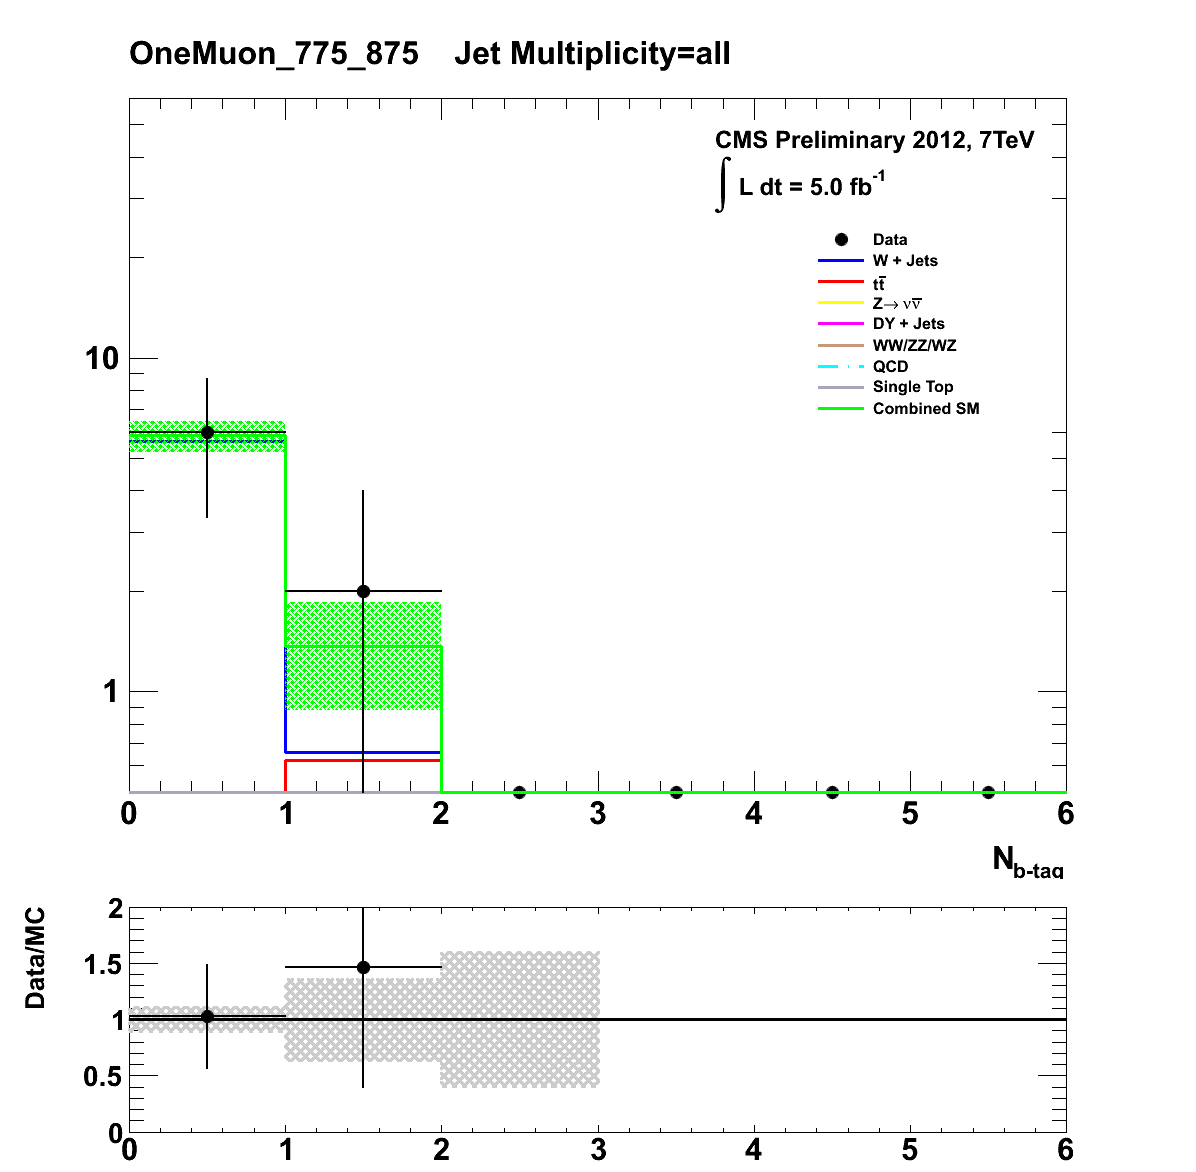 OneMuon_775_875 Jet Multiplicity=all
CMS Preliminary 2012, 7TeV
∫ L dt = 5.0 fb⁻¹
Data
W + Jets
tt̅
Z→ νν̅
DY + Jets
WW/ZZ/WZ
QCD
Single Top
Combined SM
10
1
0 1 2 3 4 5 6
N_b-tag
Data/MC
2
1.5
1
0.5
0
0 1 2 3 4 5 6